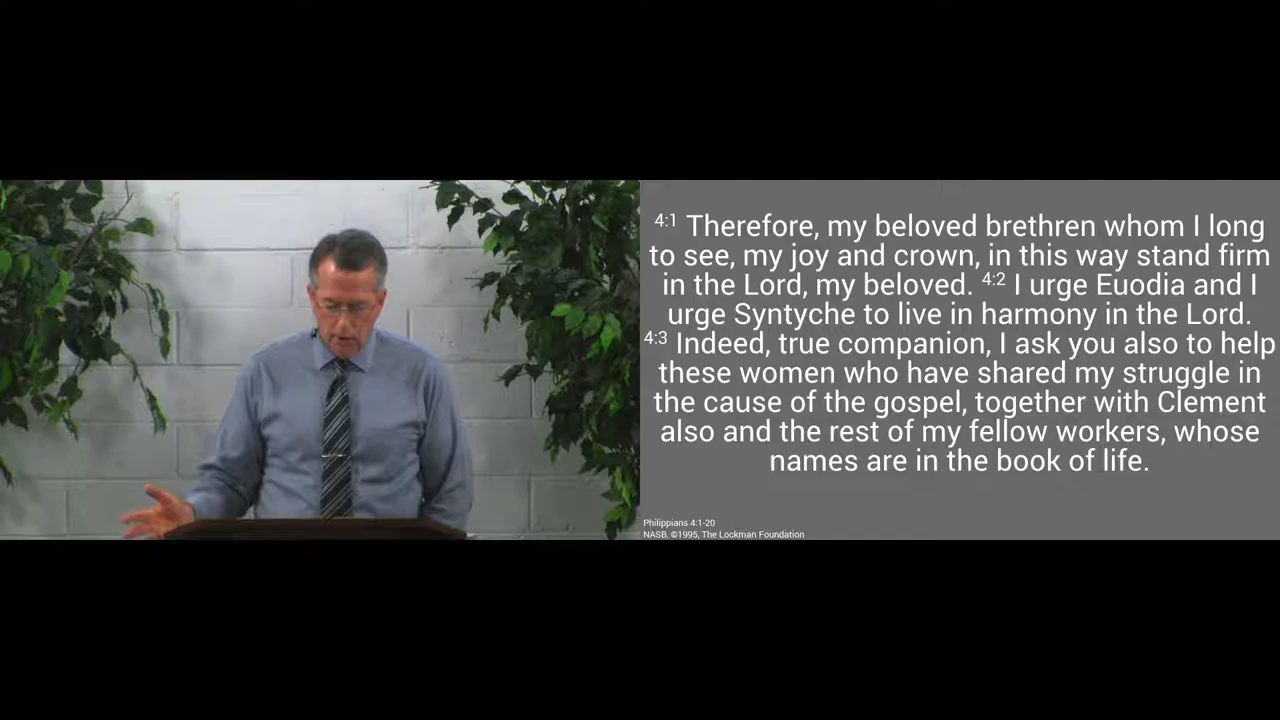 4:1 Therefore, my beloved brethren whom I long
to see, my joy and crown, in this way stand firm
in the Lord, my beloved. 4:2 I urge Euodia and I
urge Syntyche to live in harmony in the Lord.
4:3 Indeed, true companion, I ask you also to help
these women who have shared my struggle in
the cause of the gospel, together with Clement
also and the rest of my fellow workers, whose
names are in the book of life.
Philippians 4:1-20
NASB, ©1995, The Lockman Foundation